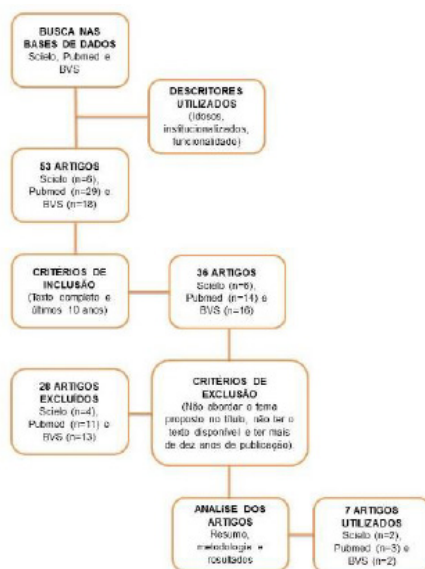 BUSCA NAS
BASES DE DADOS
Scielo, Pubmed e
BVS
DESCRITORES
UTILIZADOS
(Idosos,
institucionalizados,
funcionalidade)
53 ARTIGOS
Scielo (n=6),
Pubmed (n=29) e
BVS (n=18)
CRITÉRIOS DE
INCLUSÃO
(Texto completo e
últimos 10 anos)
36 ARTIGOS
Scielo (n=6),
Pubmed (n=14) e
BVS (n=16)
28 ARTIGOS
EXCLUÍDOS
Scielo (n=4),
Pubmed (n=11) e
BVS (n=13)
CRITÉRIOS DE
EXCLUSÃO
(Não abordar o tema
proposto no título, não ter o
texto disponível e ter mais
de dez anos de publicação)
ANALISE DOS
ARTIGOS
Resumo,
metodologia e
resultados
7 ARTIGOS
UTILIZADOS
Scielo (n=2),
Pubmed (n=3) e
BVS (n=2)